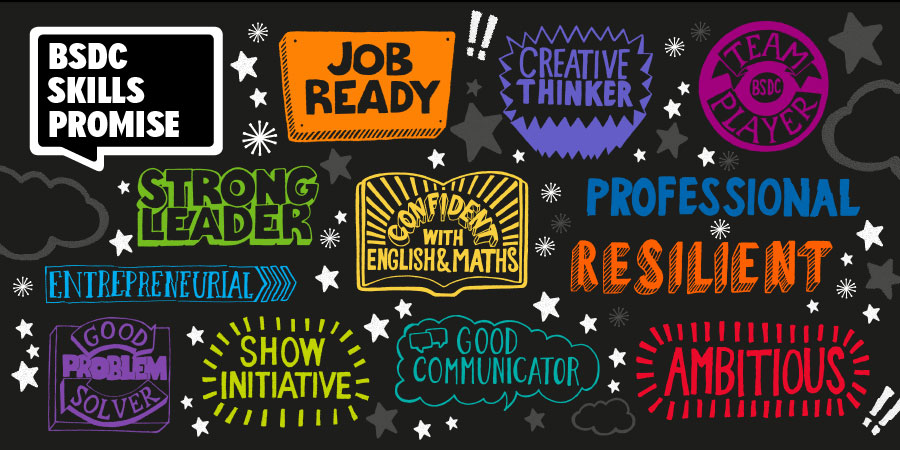 BSDC
SKILLS
PROMISE
JOB
READY
!!
CREATIVE
THINKER
TEAM
BSDC
PLAYER
STRONG
LEADER
CONFIDENT
WITH
ENGLISH & MATHS
PROFESSIONAL
RESILIENT
ENTREPRENEURIAL
GOOD
PROBLEM
SOLVER
SHOW
INITIATIVE
GOOD
COMMUNICATOR
AMBITIOUS
!!